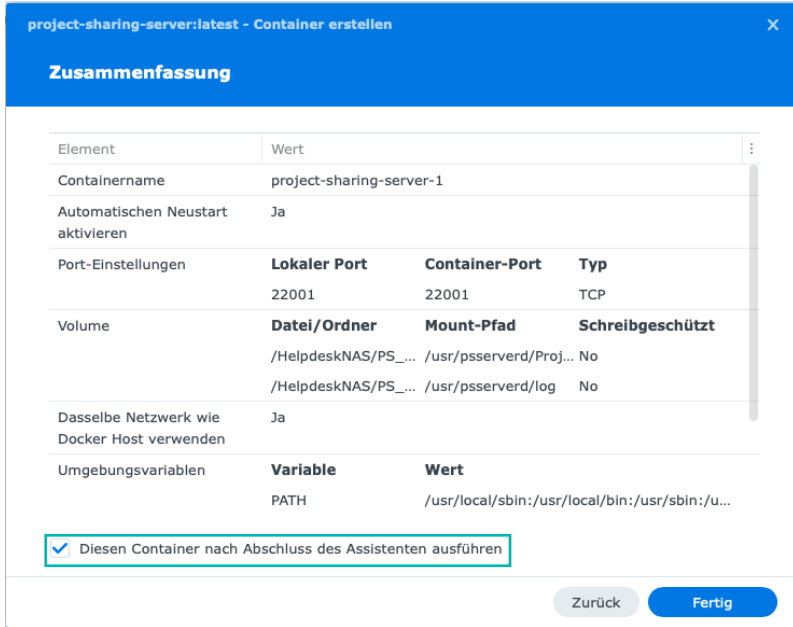 project-sharing-server:latest - Container erstellen
Zusammenfassung
Element Wert
Containername project-sharing-server-1
Automatischen Neustart Ja
aktivieren
Port-Einstellungen Lokaler Port Container-Port Typ
22001 22001 TCP
Volume Datei/Ordner Mount-Pfad Schreibgeschützt
/HelpdeskNAS/PS_... /usr/psserverd/Proj... No
/HelpdeskNAS/PS_... /usr/psserverd/log No
Dasselbe Netzwerk wie Ja
Docker Host verwenden
Umgebungsvariablen Variable Wert
PATH /usr/local/sbin:/usr/local/bin:/usr/sbin:/u...
Diesen Container nach Abschluss des Assistenten ausführen
Zurück Fertig